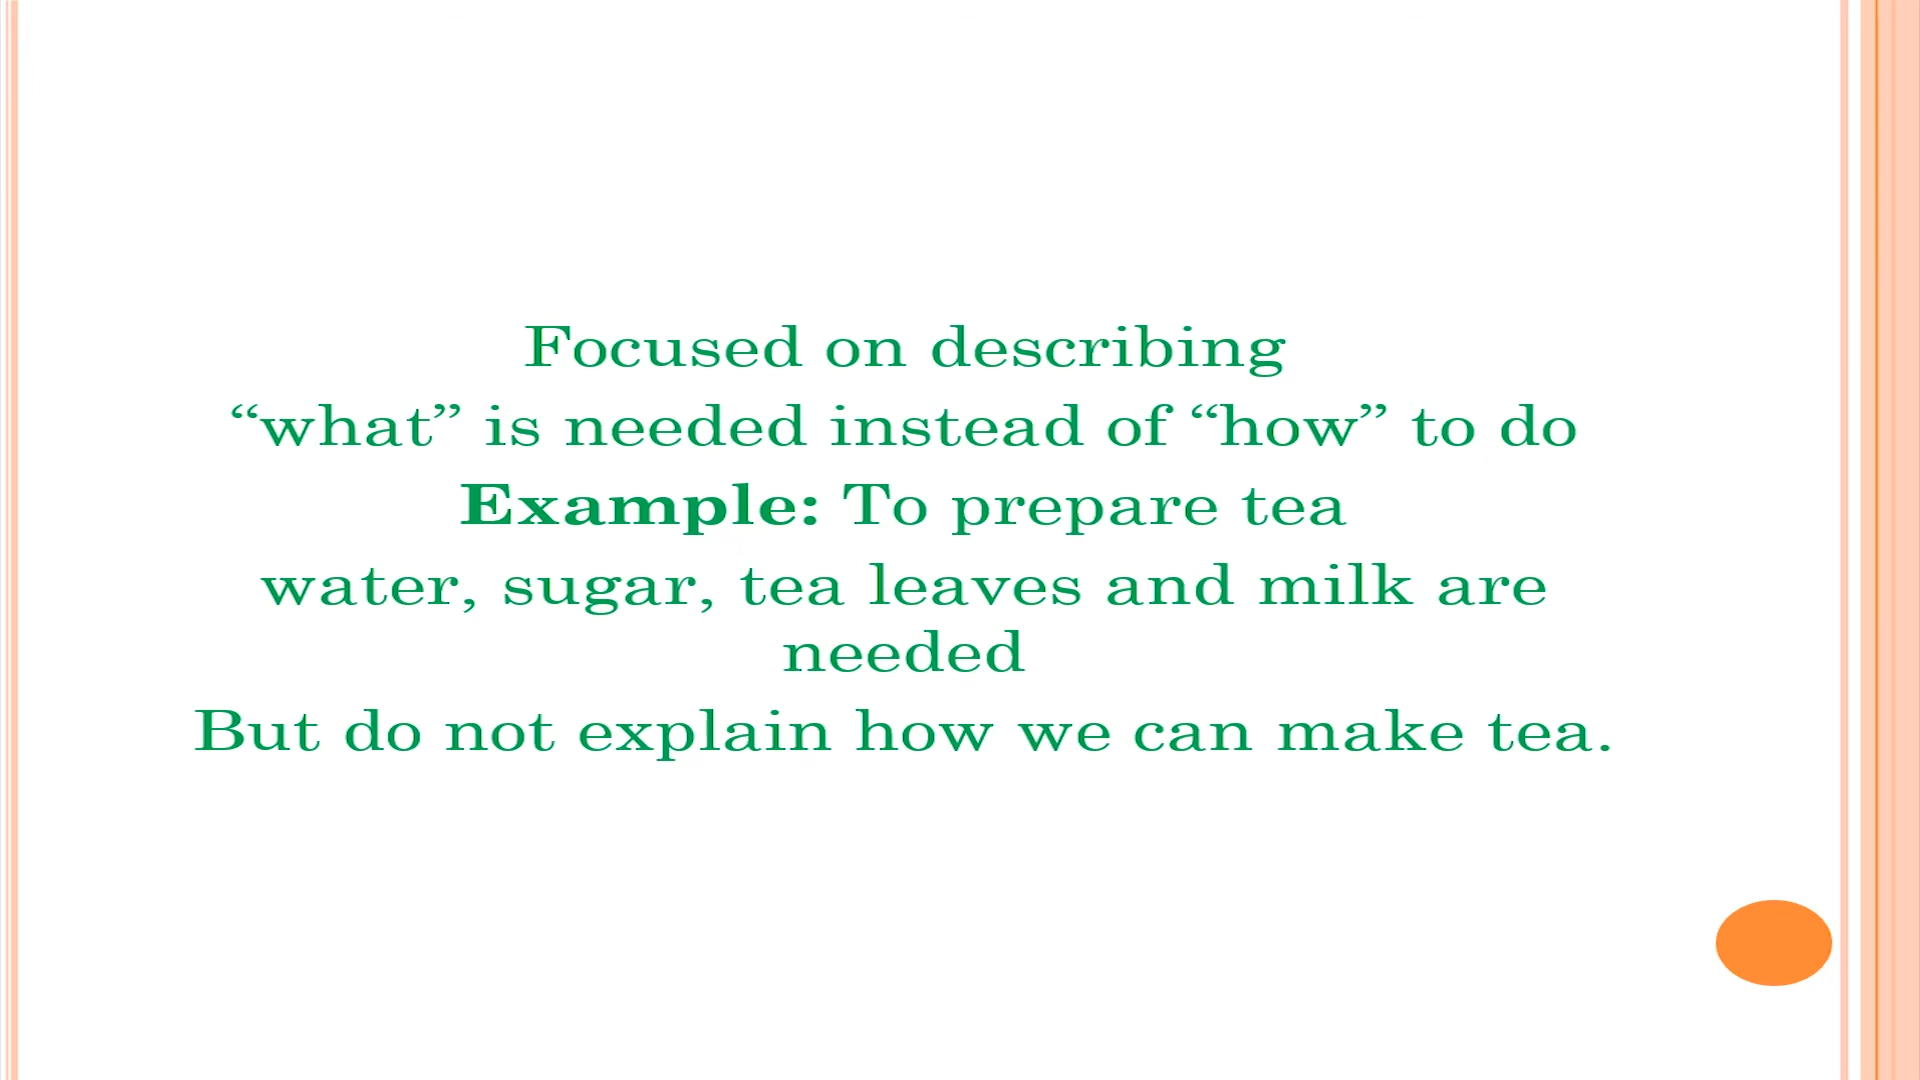 Focused on describing
“what” is needed instead of “how” to do
Example: To prepare tea
water, sugar, tea leaves and milk are
needed
But do not explain how we can make tea.